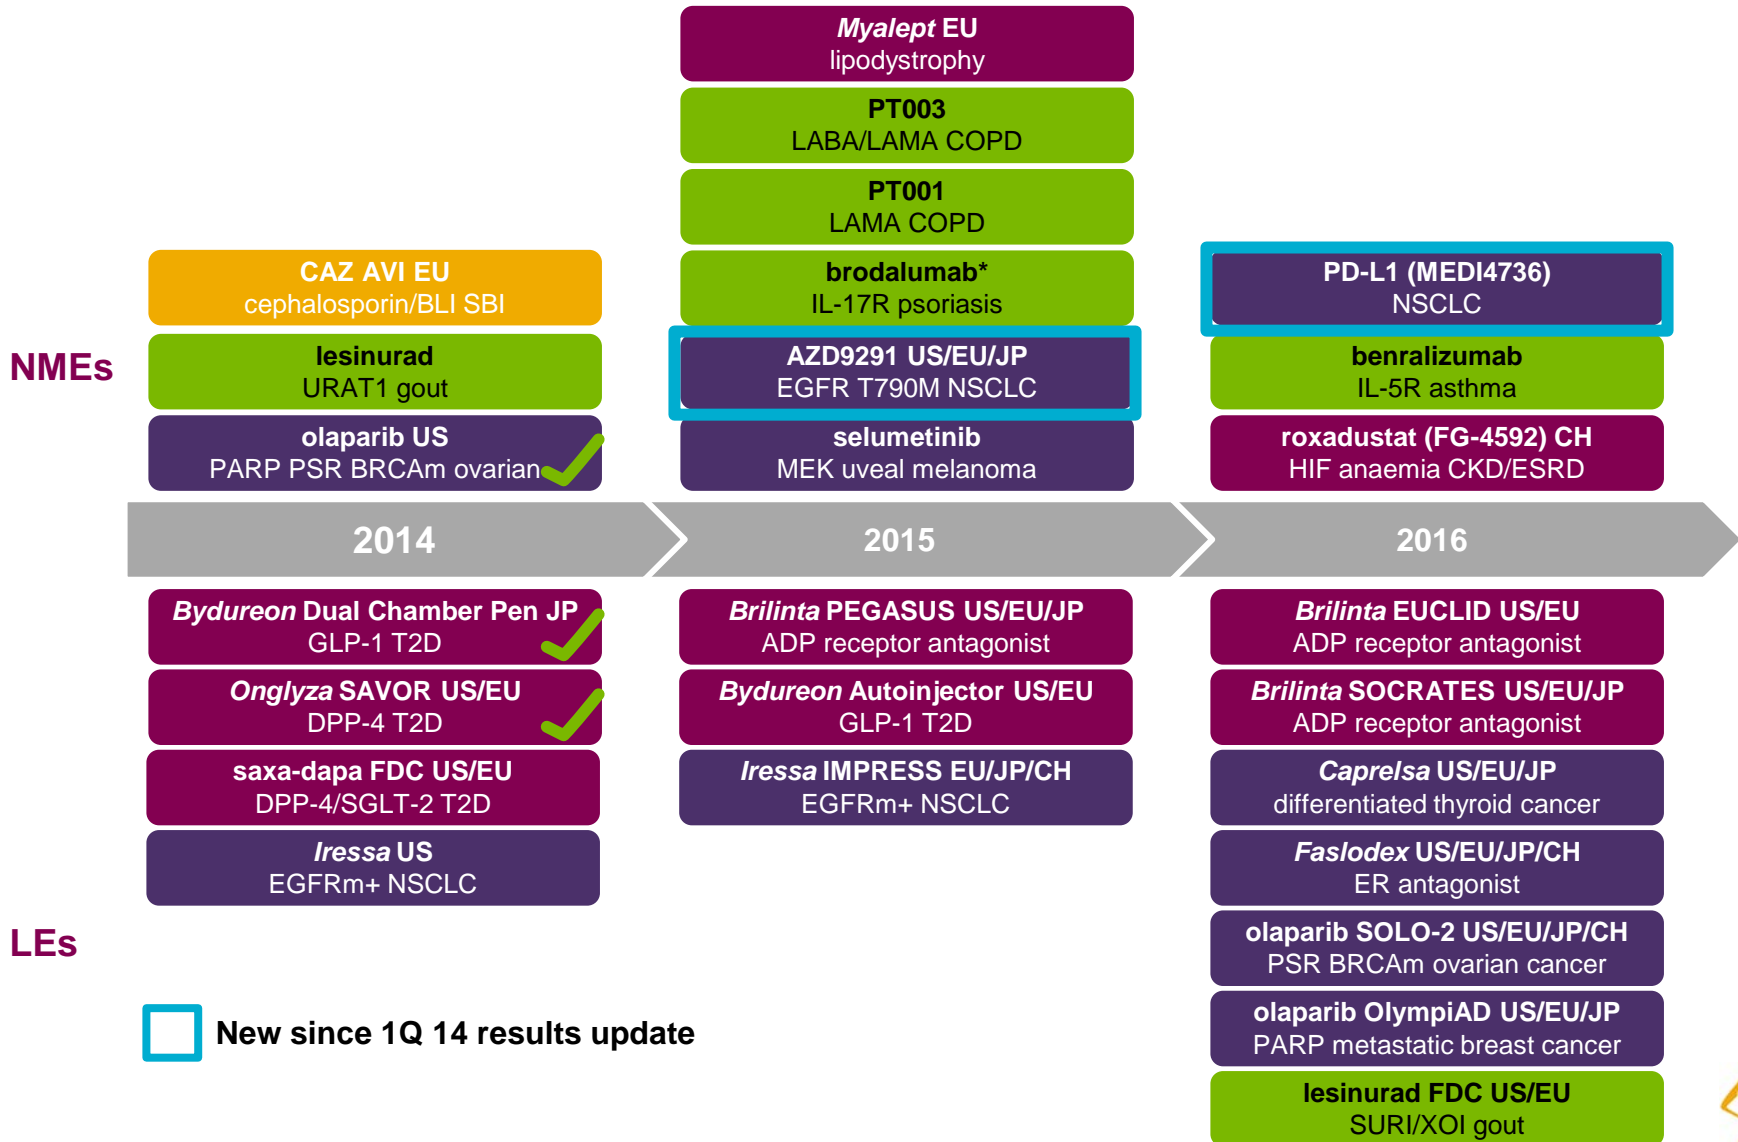 Myalept EU
lipodystrophy
PT003
LABA/LAMA COPD
PT001
LAMA COPD
CAZ AVI EU
cephalosporin/BLI SBI
brodalumab*
IL-17R psoriasis
PD-L1 (MEDI4736)
NSCLC
NMEs
lesinurad
URAT1 gout
AZD9291 US/EU/JP
EGFR T790M NSCLC
benralizumab
IL-5R asthma
olaparib US
PARP PSR BRCAm ovarian
selumetinib
MEK uveal melanoma
roxadustat (FG-4592) CH
HIF anaemia CKD/ESRD
2014
2015
2016
Bydureon Dual Chamber Pen JP
GLP-1 T2D
Brilinta PEGASUS US/EU/JP
ADP receptor antagonist
Brilinta EUCLID US/EU
ADP receptor antagonist
Onglyza SAVOR US/EU
DPP-4 T2D
Bydureon Autoinjector US/EU
GLP-1 T2D
Brilinta SOCRATES US/EU/JP
ADP receptor antagonist
saxa-dapa FDC US/EU
DPP-4/SGLT-2 T2D
Iressa IMPRESS EU/JP/CH
EGFRm+ NSCLC
Caprelsa US/EU/JP
differentiated thyroid cancer
Iressa US
EGFRm+ NSCLC
Faslodex US/EU/JP/CH
ER antagonist
LEs
olaparib SOLO-2 US/EU/JP/CH
PSR BRCAm ovarian cancer
olaparib OlympiAD US/EU/JP
PARP metastatic breast cancer
New since 1Q 14 results update
lesinurad FDC US/EU
SURI/XOI gout